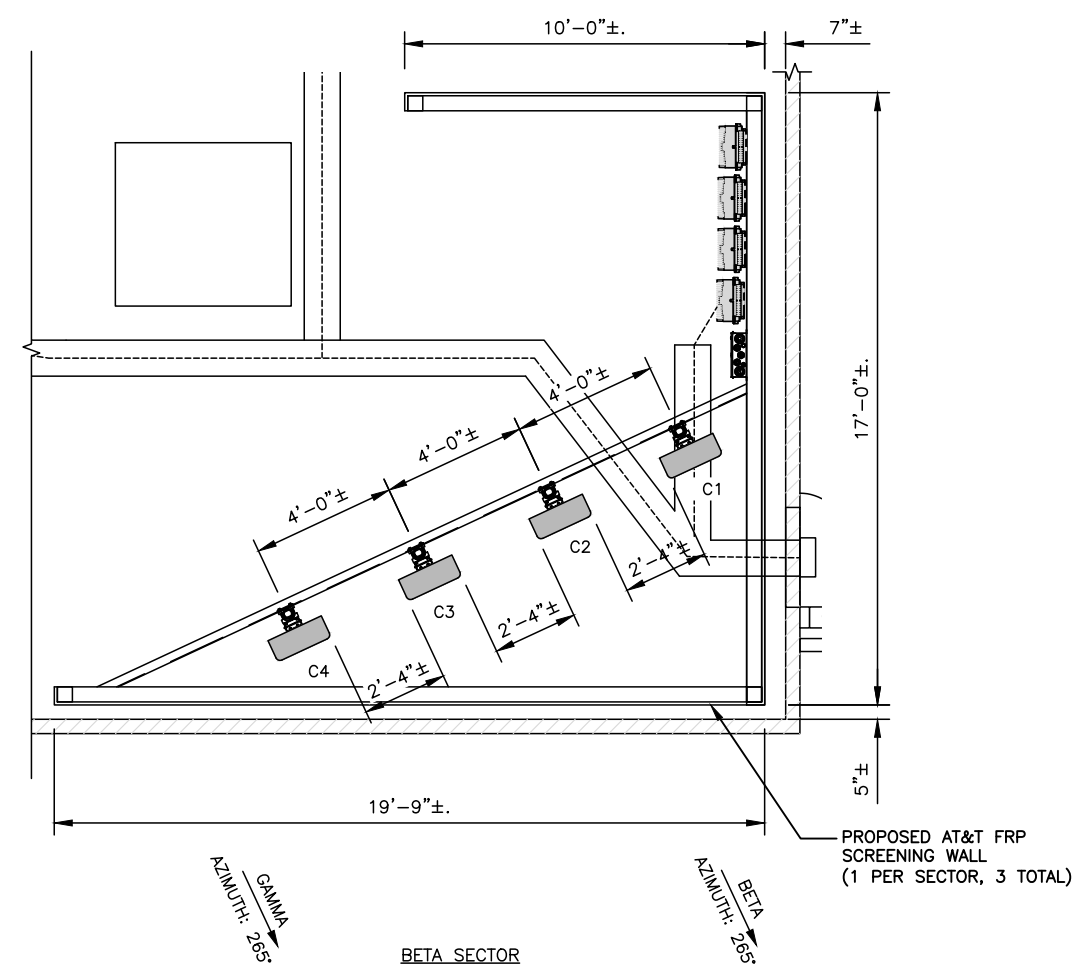 10'-0"±.
7"±
17'-0"±.
4'-0"±
4'-0"±
4'-0"±
C1
C2
2'-4"±
C3
2'-4"±
C4
2'-4"±
5"±
19'-9"±.
PROPOSED AT&T FRP
SCREENING WALL
(1 PER SECTOR, 3 TOTAL)
GAMMA
AZIMUTH: 265°
BETA
AZIMUTH: 265°
BETA SECTOR